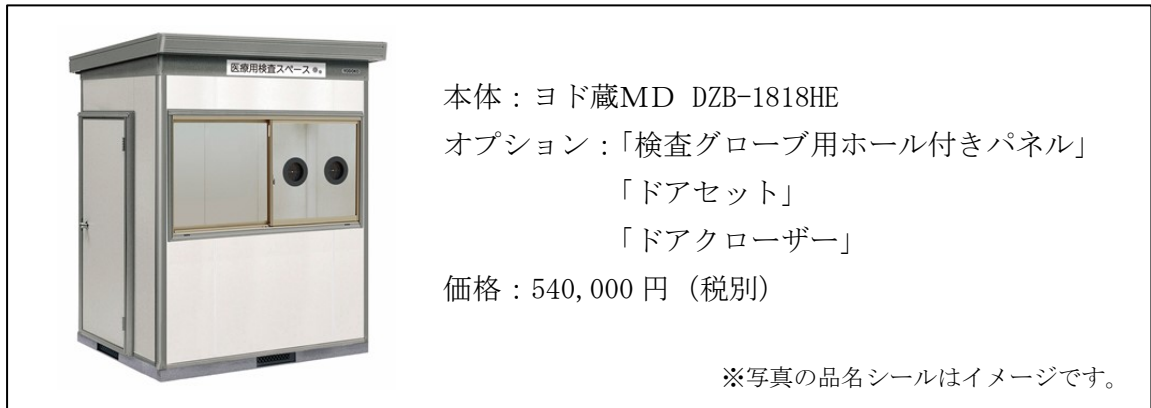 医療用検査スペース
本体：ヨド蔵ＭＤ DZB-1818HE
オプション：「検査グローブ用ホール付きパネル」
「ドアセット」
「ドアクローザー」
価格：540,000円（税別）
※写真の品名シールはイメージです。